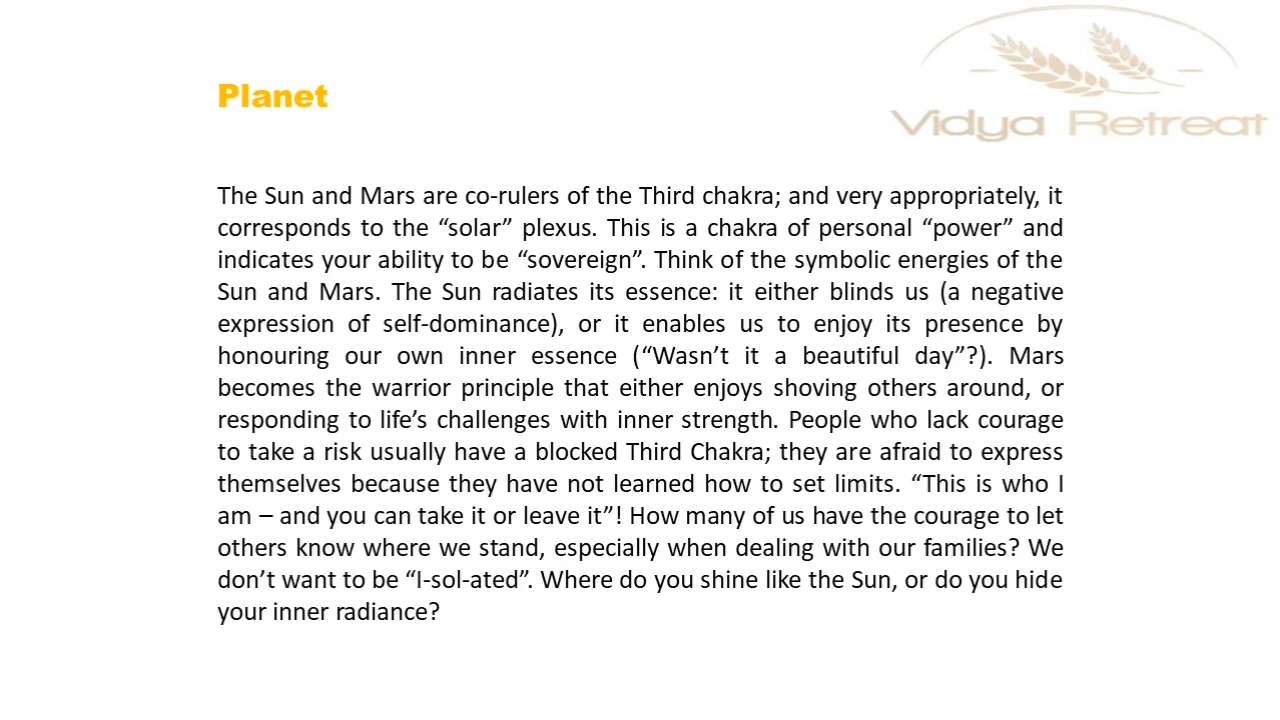 Vidya Retreat
Planet
The Sun and Mars are co-rulers of the Third chakra; and very appropriately, it
corresponds to the “solar” plexus. This is a chakra of personal “power” and
indicates your ability to be “sovereign”. Think of the symbolic energies of the
Sun and Mars. The Sun radiates its essence: it either blinds us (a negative
expression of self-dominance), or it enables us to enjoy its presence by
honouring our own inner essence (“Wasn’t it a beautiful day”?). Mars
becomes the warrior principle that either enjoys shoving others around, or
responding to life’s challenges with inner strength. People who lack courage
to take a risk usually have a blocked Third Chakra; they are afraid to express
themselves because they have not learned how to set limits. “This is who I
am – and you can take it or leave it”! How many of us have the courage to let
others know where we stand, especially when dealing with our families? We
don’t want to be “I-sol-ated”. Where do you shine like the Sun, or do you hide
your inner radiance?